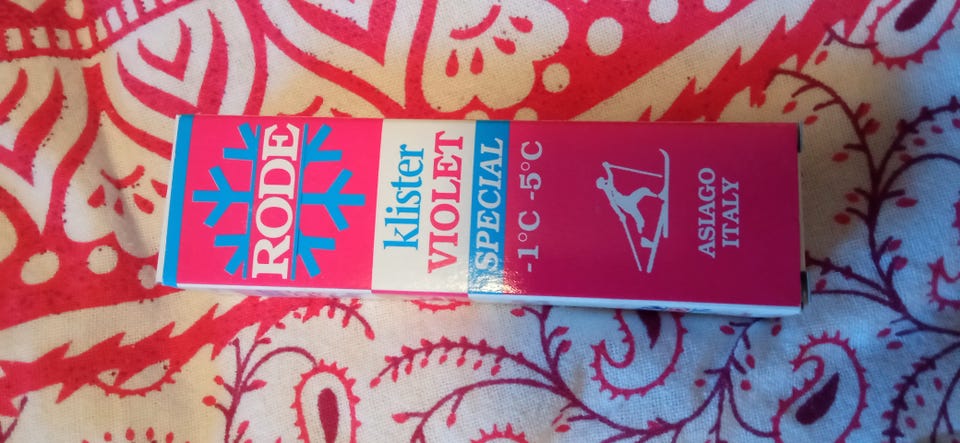 RODE
klister
VIOLET
SPECIAL
-1°C -5°C
ASIAGO
ITALY